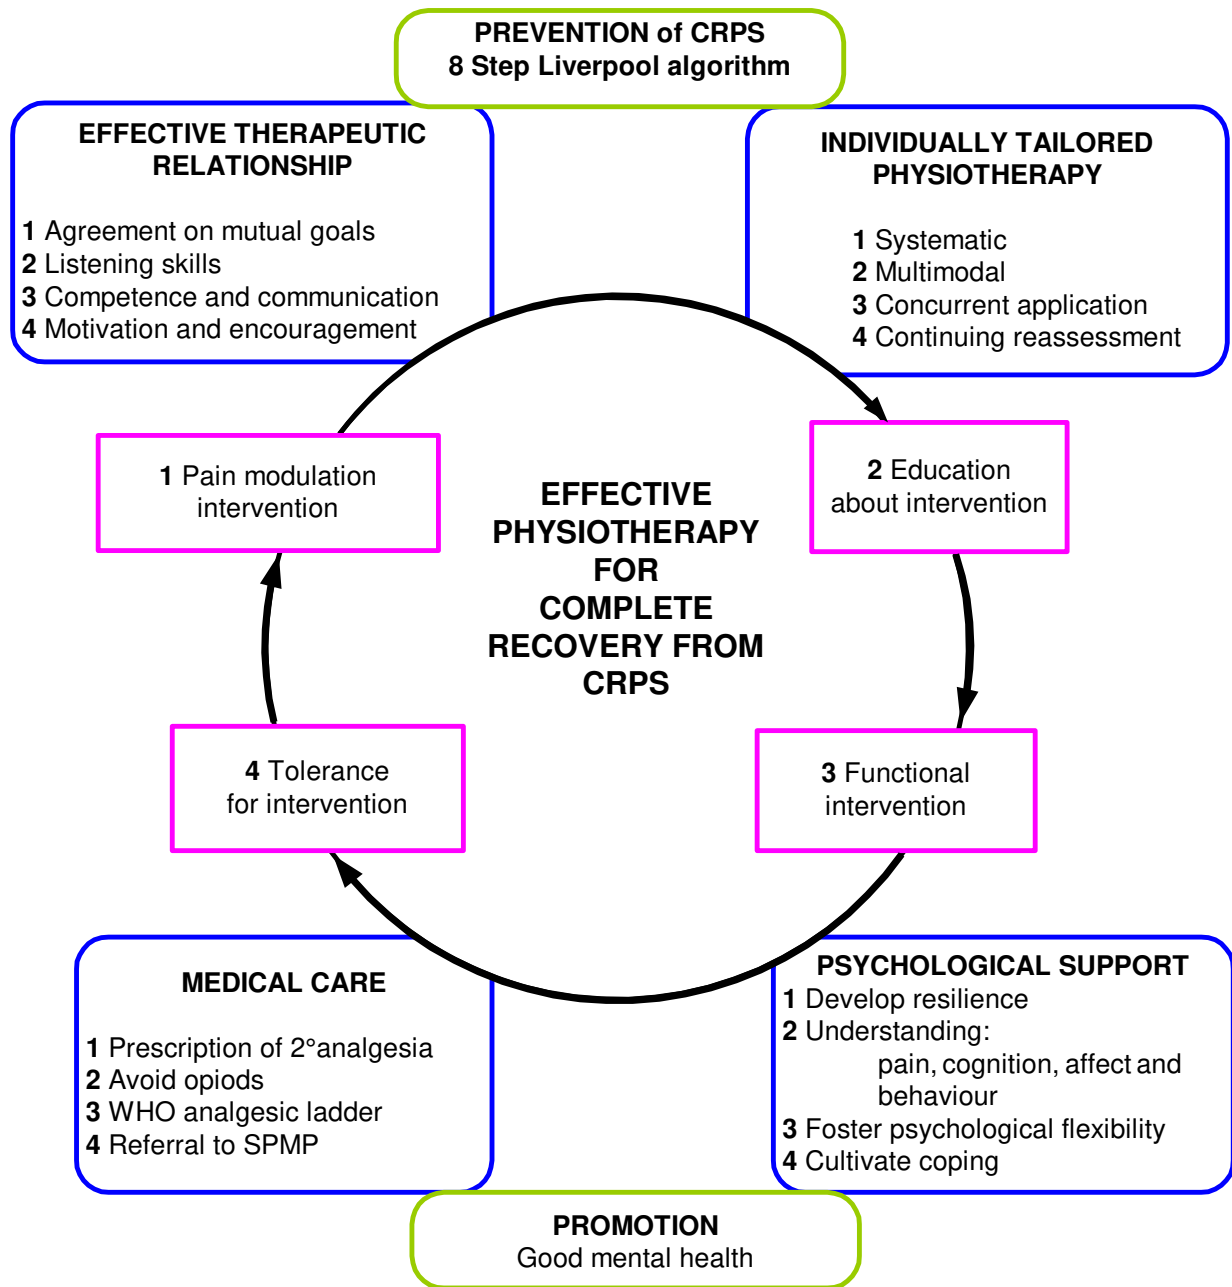 PREVENTION of CRPS
8 Step Liverpool algorithm
EFFECTIVE THERAPEUTIC
RELATIONSHIP
1 Agreement on mutual goals
2 Listening skills
3 Competence and communication
4 Motivation and encouragement
INDIVIDUALLY TAILORED
PHYSIOTHERAPY
1 Systematic
2 Multimodal
3 Concurrent application
4 Continuing reassessment
1 Pain modulation
intervention
EFFECTIVE
PHYSIOTHERAPY
FOR
COMPLETE
RECOVERY FROM
CRPS
2 Education
about intervention
3 Functional
intervention
4 Tolerance
for intervention
MEDICAL CARE
1 Prescription of 2°analgesia
2 Avoid opiods
3 WHO analgesic ladder
4 Referral to SPMP
PSYCHOLOGICAL SUPPORT
1 Develop resilience
2 Understanding:
pain, cognition, affect and
behaviour
3 Foster psychological flexibility
4 Cultivate coping
PROMOTION
Good mental health